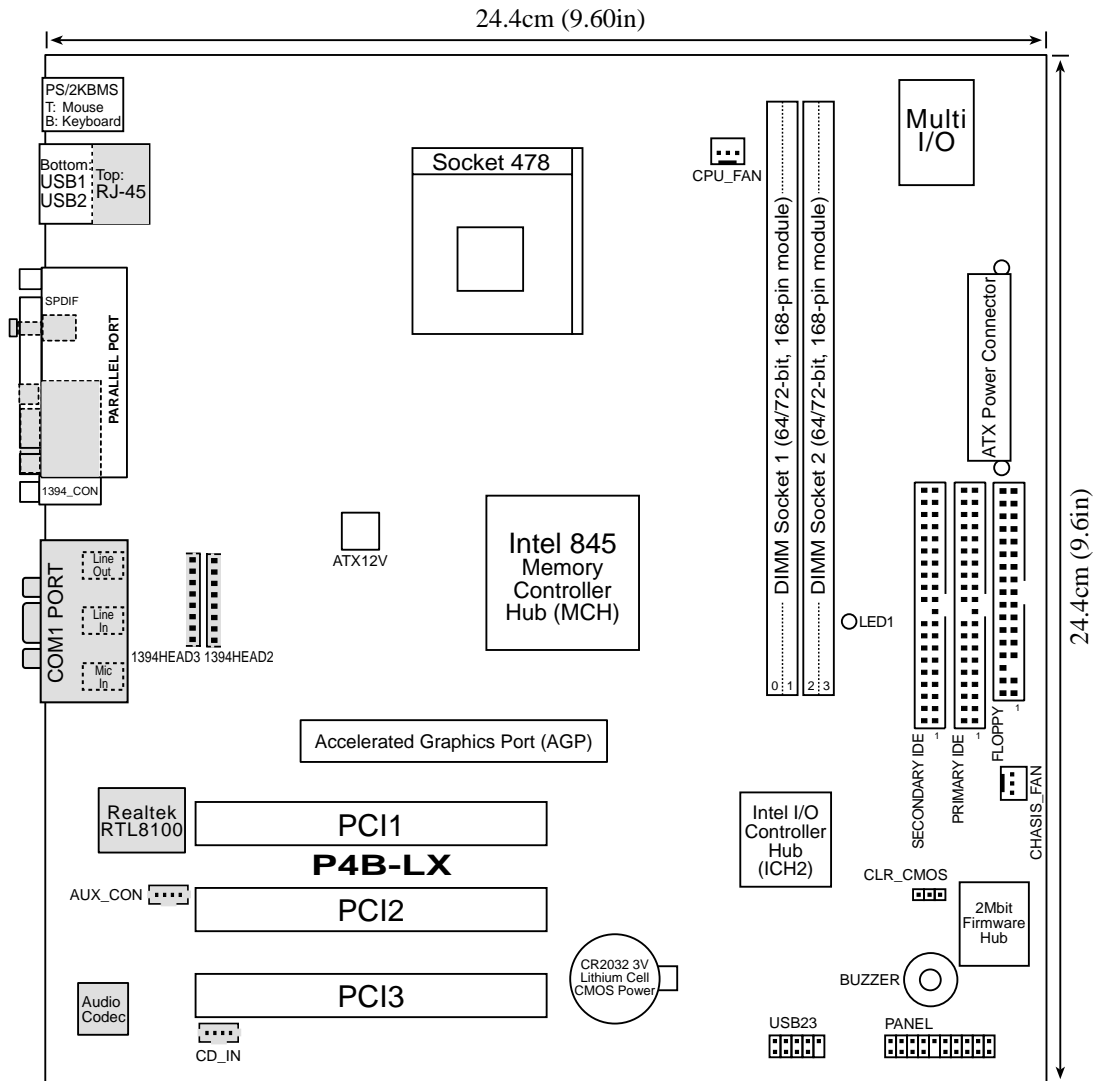 24.4cm (9.60in)
PS/2KBMS
T: Mouse
B: Keyboard
Bottom:
USB1
USB2
Top:
RJ-45
Socket 478
CPU_FAN
Multi
I/O
SPDIF
PARALLEL PORT
1394_CON
DIMM Socket 1 (64/72-bit, 168-pin module)
DIMM Socket 2 (64/72-bit, 168-pin module)
0 1
2 3
ATX Power Connector
24.4cm (9.6in)
COM1 PORT
Line
Out
Line
In
Mic
In
1394HEAD3 1394HEAD2
ATX12V
Intel 845
Memory
Controller
Hub (MCH)
LED1
SECONDARY IDE
1
PRIMARY IDE
1
FLOPPY
1
CHASIS_FAN
Accelerated Graphics Port (AGP)
Realtek
RTL8100
PCI1
P4B-LX
AUX_CON
PCI2
Intel I/O
Controller
Hub
(ICH2)
CLR_CMOS
2Mbit
Firmware
Hub
CR2032 3V
Lithium Cell
CMOS Power
BUZZER
Audio
Codec
PCI3
CD_IN
USB23
PANEL